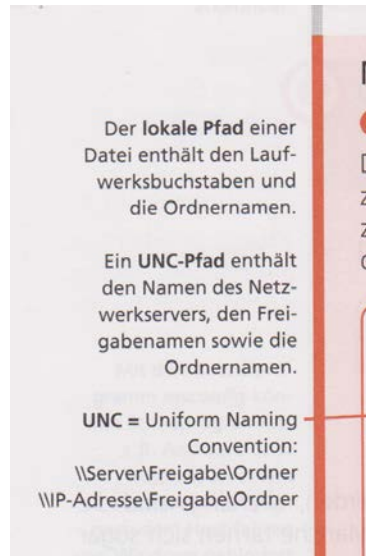 Der lokale Pfad einer
Datei enthält den Lauf-
werksbuchstaben und
die Ordnernamen.
Ein UNC-Pfad enthält
den Namen des Netz-
werkservers, den Frei-
gabenamen sowie die
Ordnernamen.
UNC = Uniform Naming
Convention:
\\Server\Freigabe\Ordner
\\IP-Adresse\Freigabe\Ordner